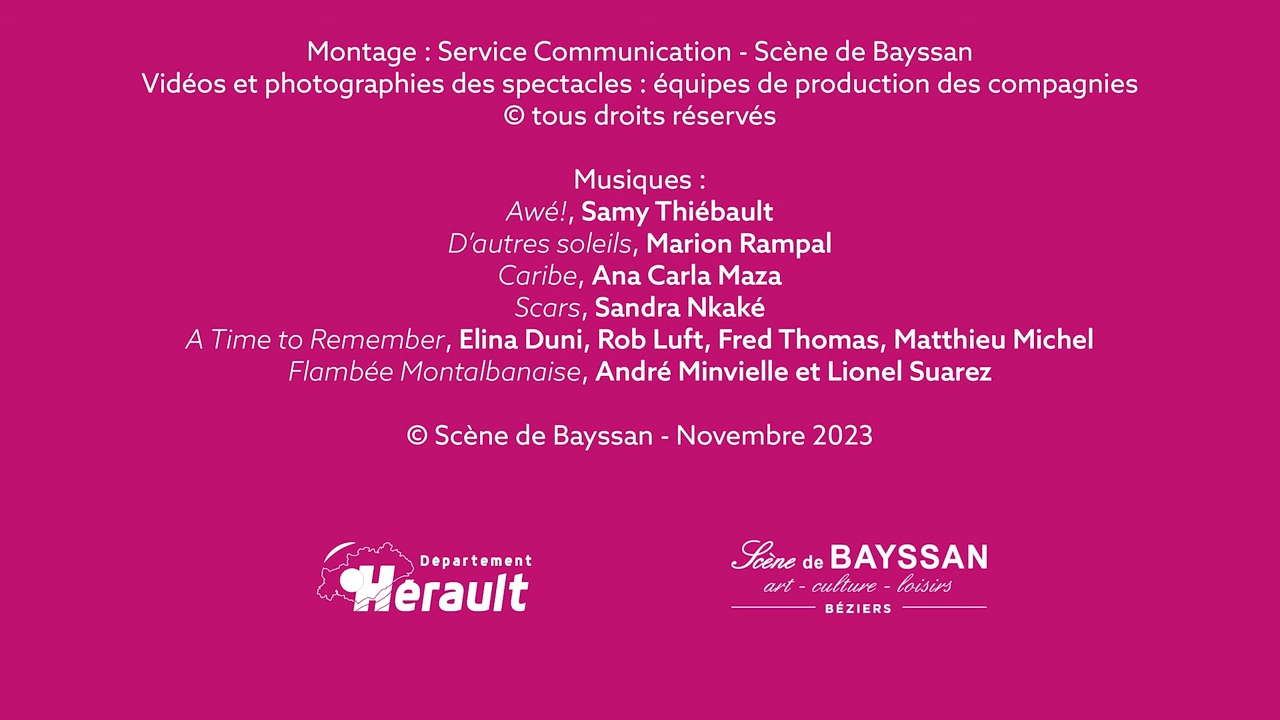 Montage : Service Communication - Scène de Bayssan
Vidéos et photographies des spectacles : équipes de production des compagnies
© tous droits réservés
Musiques :
Awé!, Samy Thiébault
D'autres soleils, Marion Rampal
Caribe, Ana Carla Maza
Scars, Sandra Nkaké
A Time to Remember, Elina Duni, Rob Luft, Fred Thomas, Matthieu Michel
Flambée Montalbanaise, André Minvielle et Lionel Suarez
© Scène de Bayssan - Novembre 2023
Département
Hérault
Scène de BAYSSAN
art - culture - loisirs
BÉZIERS